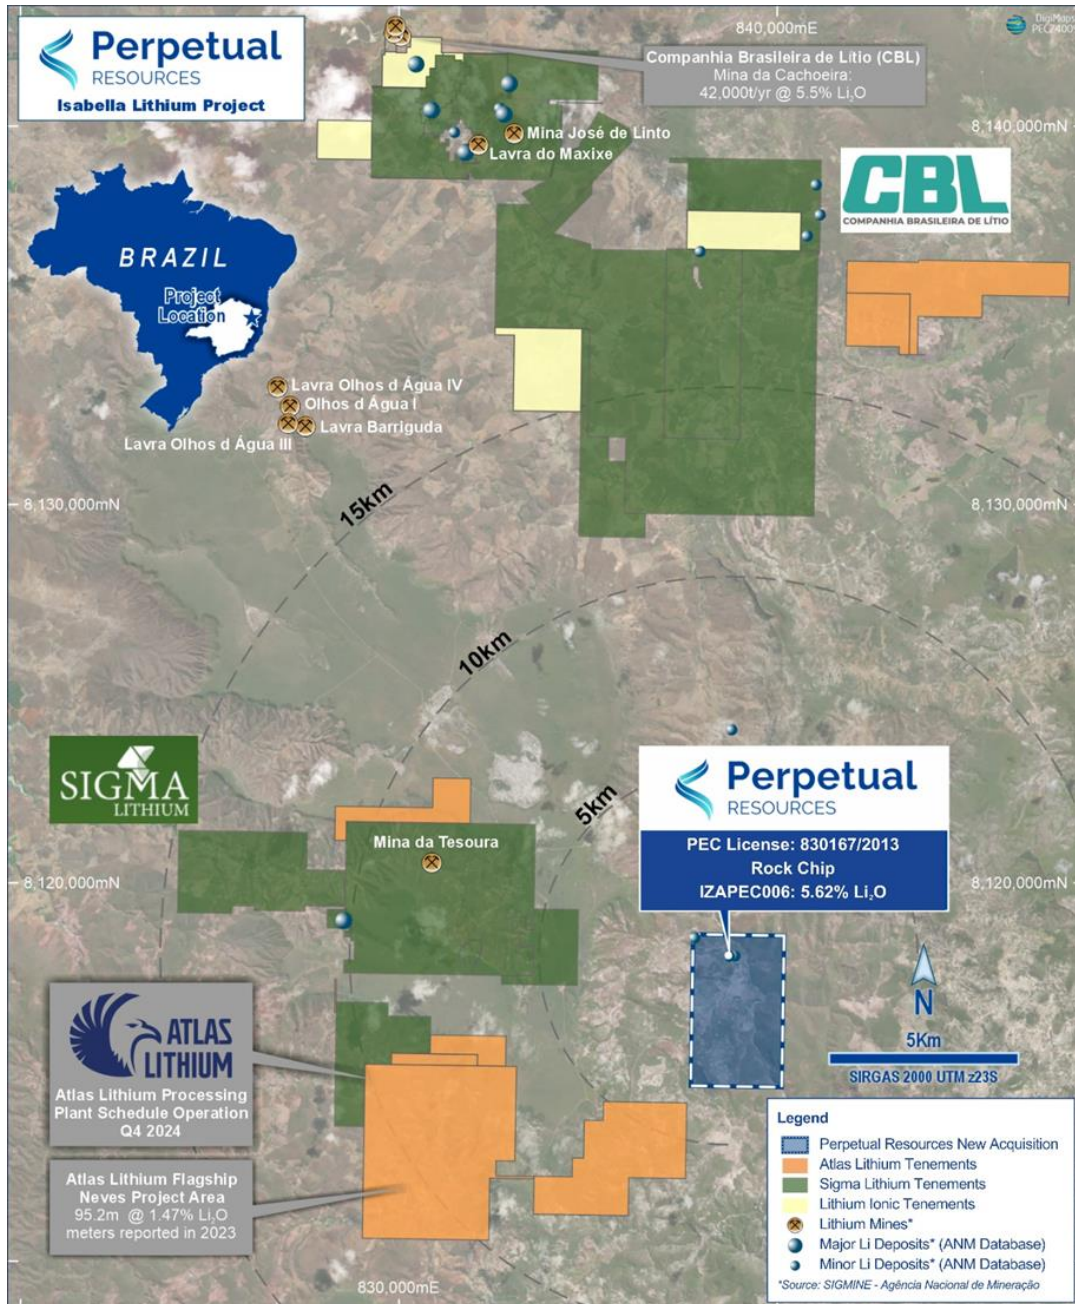 Perpetual
RESOURCES
Isabella Lithium Project
840,000mE
DigiMaps
Companhia Brasileira de Lítio (CBL)
Mina da Cachoeira:
42,000t/yr @ 5.5% Li₂O
8,140,000mN
Mina José de Linto
Lavra do Maxixe
CBL
COMPANHIA BRASILEIRA DE LÍTIO
BRAZIL
Project
Location
Lavra Olhos d Água IV
Olhos d Água I
Lavra Barriguda
Lavra Olhos d Água III
15km
8,130,000mN
8,130,000mN
10km
SIGMA
LITHIUM
5km
Perpetual
RESOURCES
PEC License: 830167/2013
Rock Chip
IZAPEC006: 5.62% Li₂O
Mina da Tesoura
8,120,000mN
8,120,000mN
N
5Km
SIRGAS 2000 UTM z23S
ATLAS
LITHIUM
Atlas Lithium Processing
Plant Schedule Operation
Q4 2024
Atlas Lithium Flagship
Neves Project Area
95.2m @ 1.47% Li₂O
meters reported in 2023
830,000mE
Legend
Perpetual Resources New Acquisition
Atlas Lithium Tenements
Sigma Lithium Tenements
Lithium Ionic Tenements
Lithium Mines*
Major Li Deposits* (ANM Database)
Minor Li Deposits* (ANM Database)
*Source: SIGMINE - Agência Nacional de Mineração